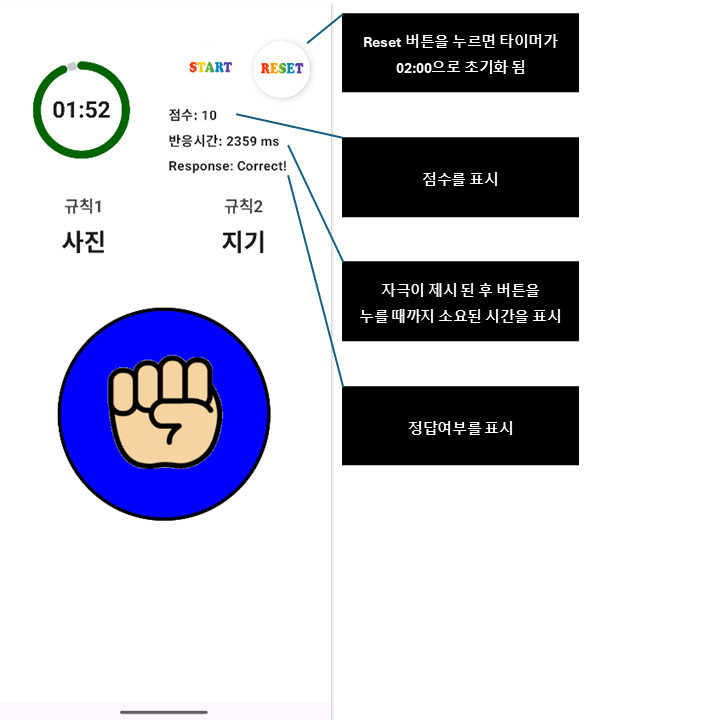 START
RESET
01:52
점수: 10
반응시간: 2359 ms
Response: Correct!
규칙1
규칙2
사진
지기
Reset 버튼을 누르면 타이머가
02:00으로 초기화 됨
점수를 표시
자극이 제시 된 후 버튼을
누를 때까지 소요된 시간을 표시
정답여부를 표시